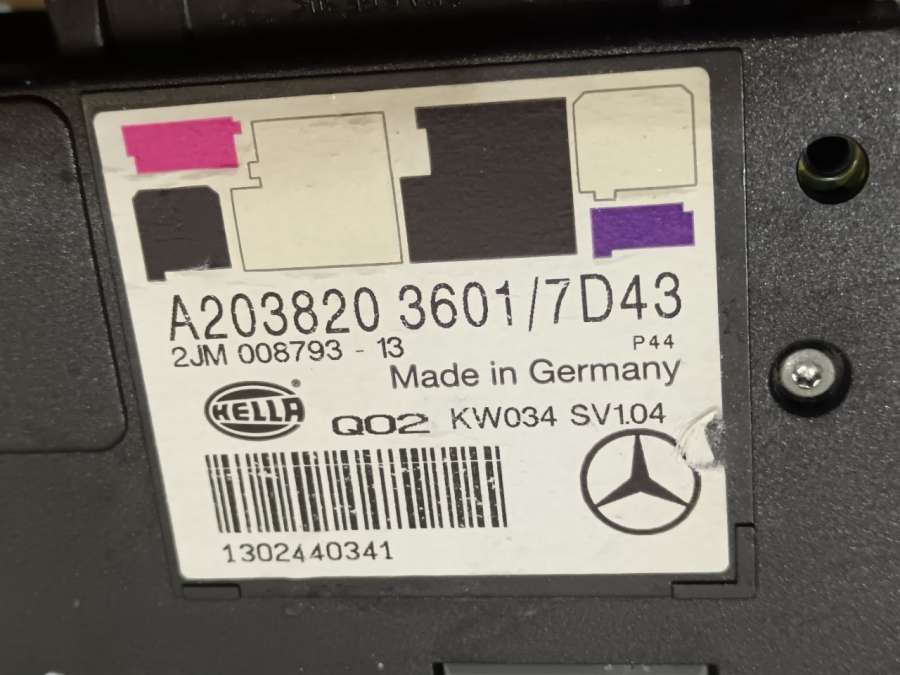 A203820 3601/7D43
2JM 008793 - 13 P44
Made in Germany
HELLA® Q02 KW034 SV1.04
1302440341